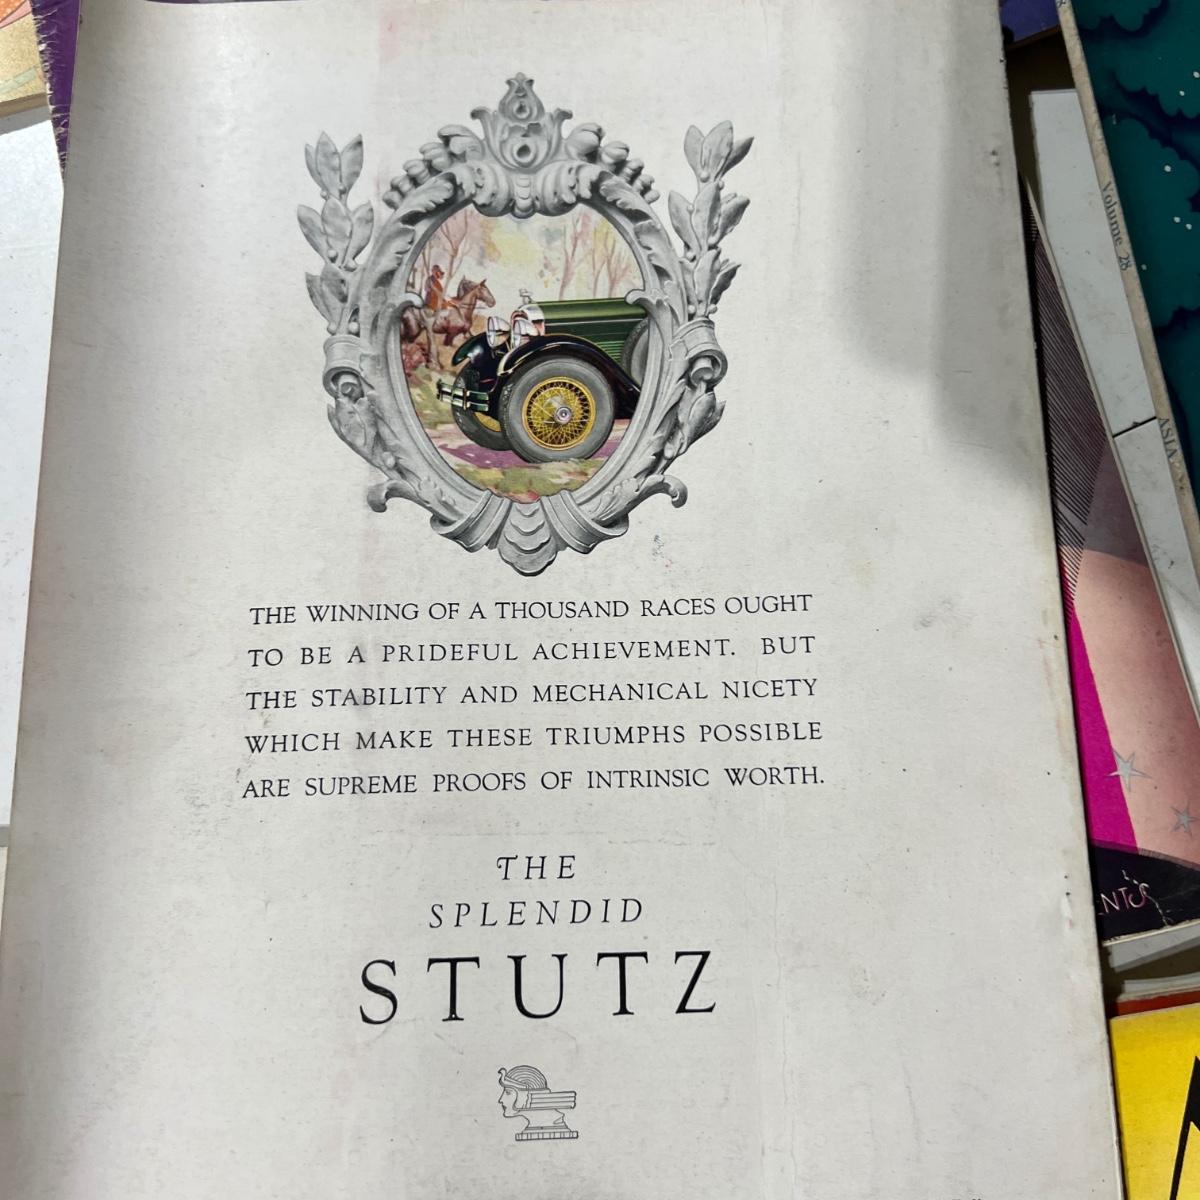 THE WINNING OF A THOUSAND RACES OUGHT
TO BE A PRIDEFUL ACHIEVEMENT. BUT
THE STABILITY AND MECHANICAL NICETY
WHICH MAKE THESE TRIUMPHS POSSIBLE
ARE SUPREME PROOFS OF INTRINSIC WORTH.
THE
SPLENDID
STUTZ
Volume 28
ASIA